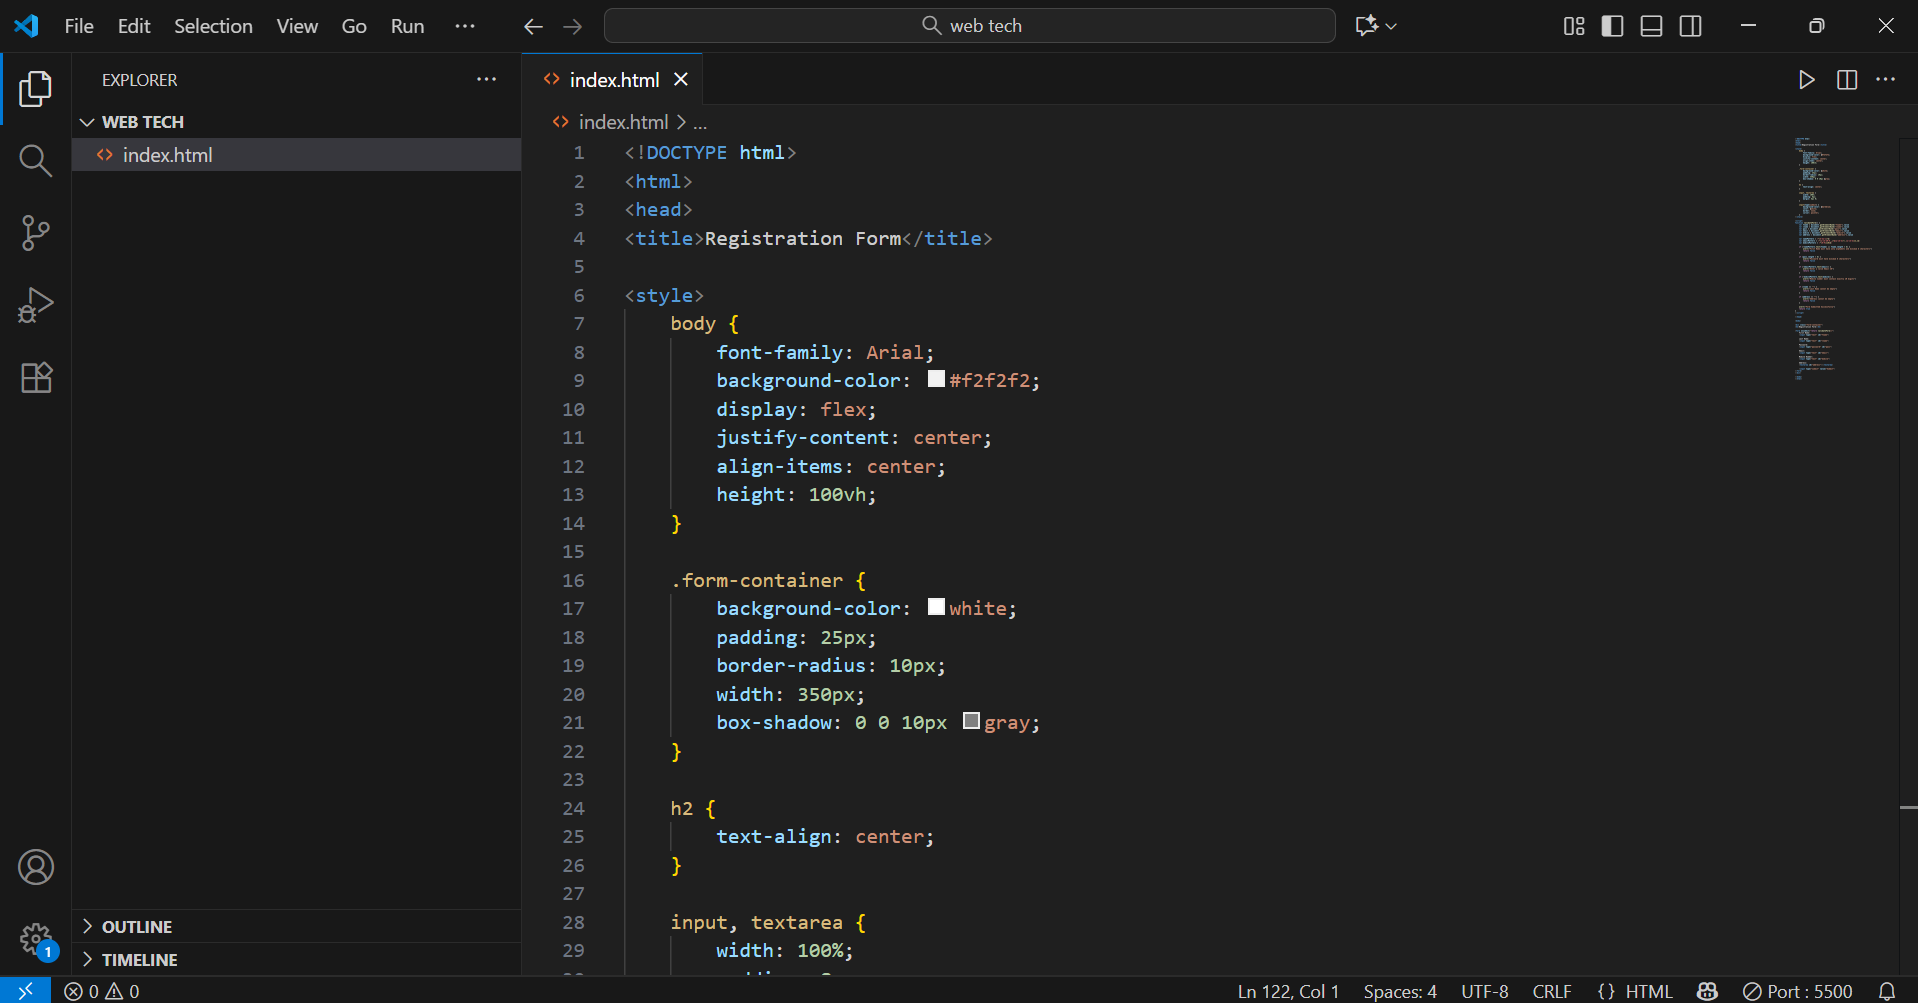 File Edit Selection View Go Run ··· web tech
EXPLORER ···
WEB TECH
index.html
OUTLINE
TIMELINE
index.html
index.html > ...
1 <!DOCTYPE html>
2 <html>
3 <head>
4 <title>Registration Form</title>
5
6 <style>
7 body {
8 font-family: Arial;
9 background-color: #f2f2f2;
10 display: flex;
11 justify-content: center;
12 align-items: center;
13 height: 100vh;
14 }
15
16 .form-container {
17 background-color: white;
18 padding: 25px;
19 border-radius: 10px;
20 width: 350px;
21 box-shadow: 0 0 10px gray;
22 }
23
24 h2 {
25 text-align: center;
26 }
27
28 input, textarea {
29 width: 100%;
1
0 0 Ln 122, Col 1 Spaces: 4 UTF-8 CRLF {} HTML Port : 5500